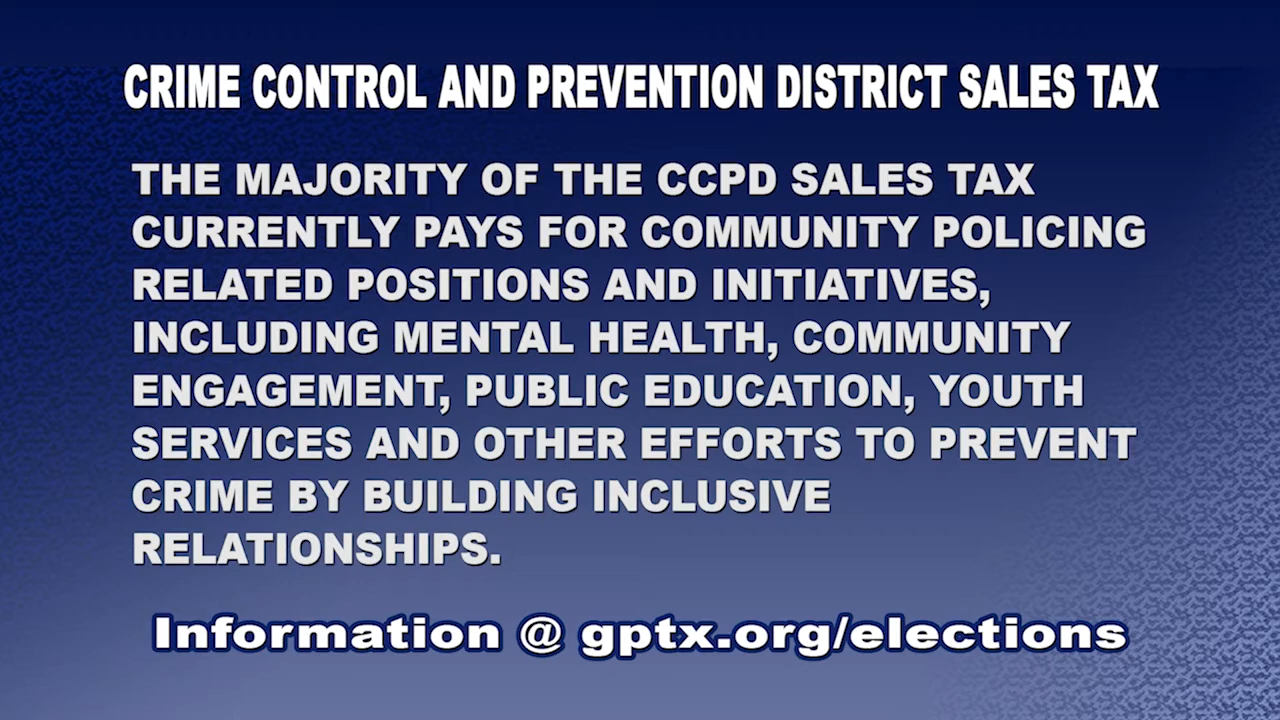 CRIME CONTROL AND PREVENTION DISTRICT SALES TAX
THE MAJORITY OF THE CCPD SALES TAX
CURRENTLY PAYS FOR COMMUNITY POLICING
RELATED POSITIONS AND INITIATIVES,
INCLUDING MENTAL HEALTH, COMMUNITY
ENGAGEMENT, PUBLIC EDUCATION, YOUTH
SERVICES AND OTHER EFFORTS TO PREVENT
CRIME BY BUILDING INCLUSIVE
RELATIONSHIPS.
Information @ gptx.org/elections